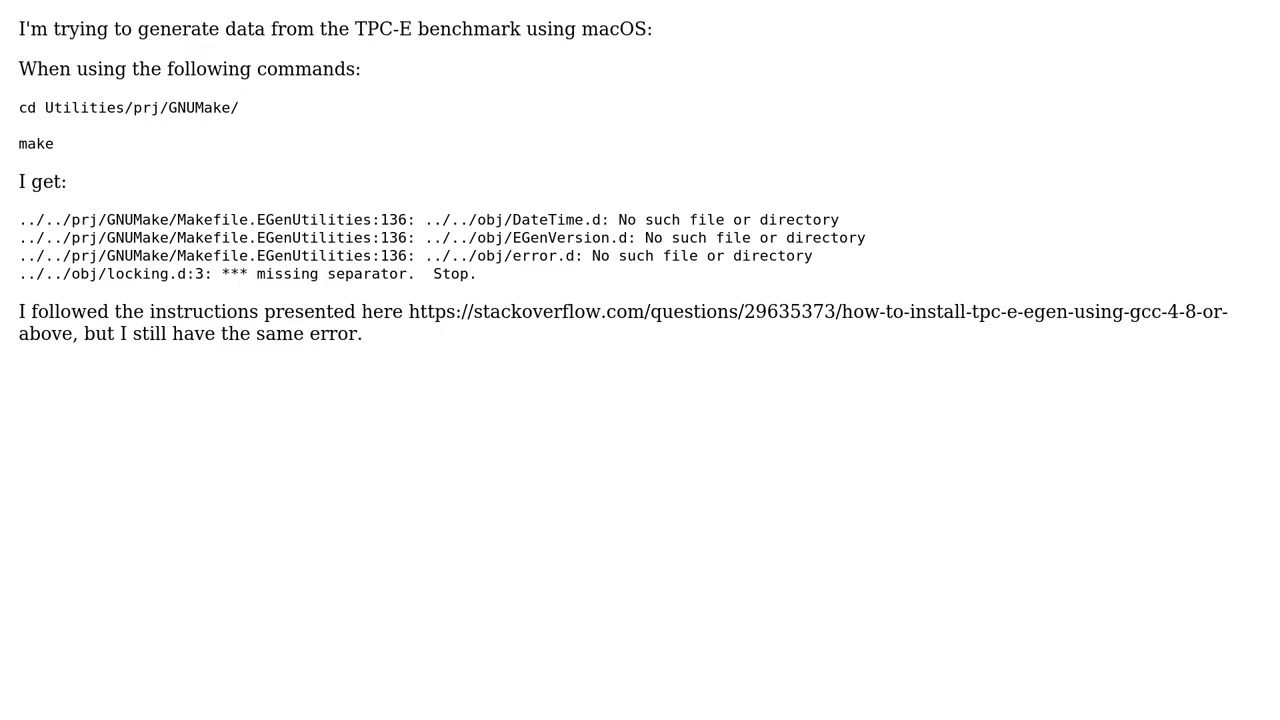 I'm trying to generate data from the TPC-E benchmark using macOS:
When using the following commands:
cd Utilities/prj/GNUMake/
make
I get:
../../prj/GNUMake/Makefile.EGenUtilities:136: ../../obj/DateTime.d: No such file or directory
../../prj/GNUMake/Makefile.EGenUtilities:136: ../../obj/EGenVersion.d: No such file or directory
../../prj/GNUMake/Makefile.EGenUtilities:136: ../../obj/error.d: No such file or directory
../../obj/locking.d:3: *** missing separator.  Stop.
I followed the instructions presented here https://stackoverflow.com/questions/29635373/how-to-install-tpc-e-egen-using-gcc-4-8-or-
above, but I still have the same error.